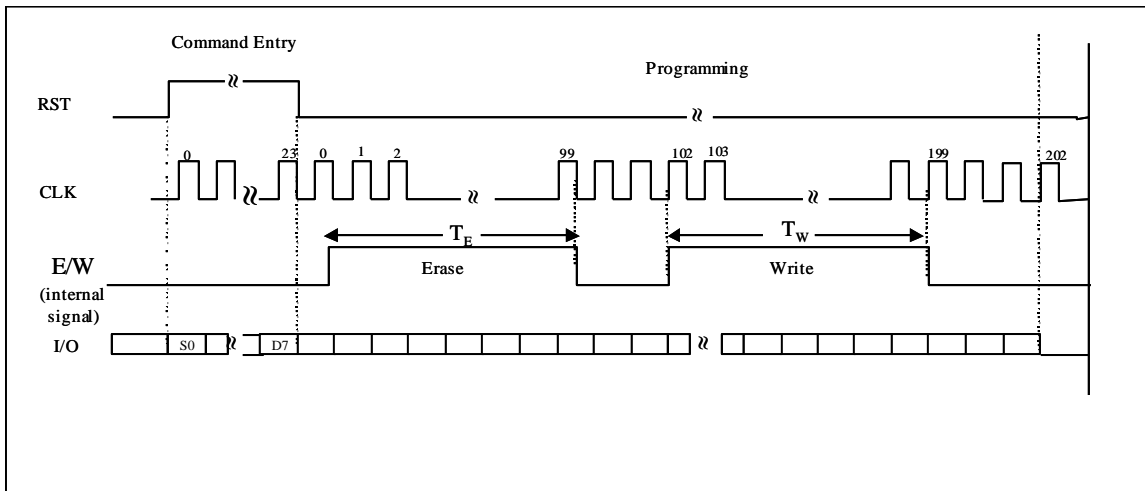 Command Entry
Programming
RST
0 23 0 1 2 99 102 103 199 202
CLK
TE TW
E/W
Erase Write
(internal
signal)
I/O S0 D7